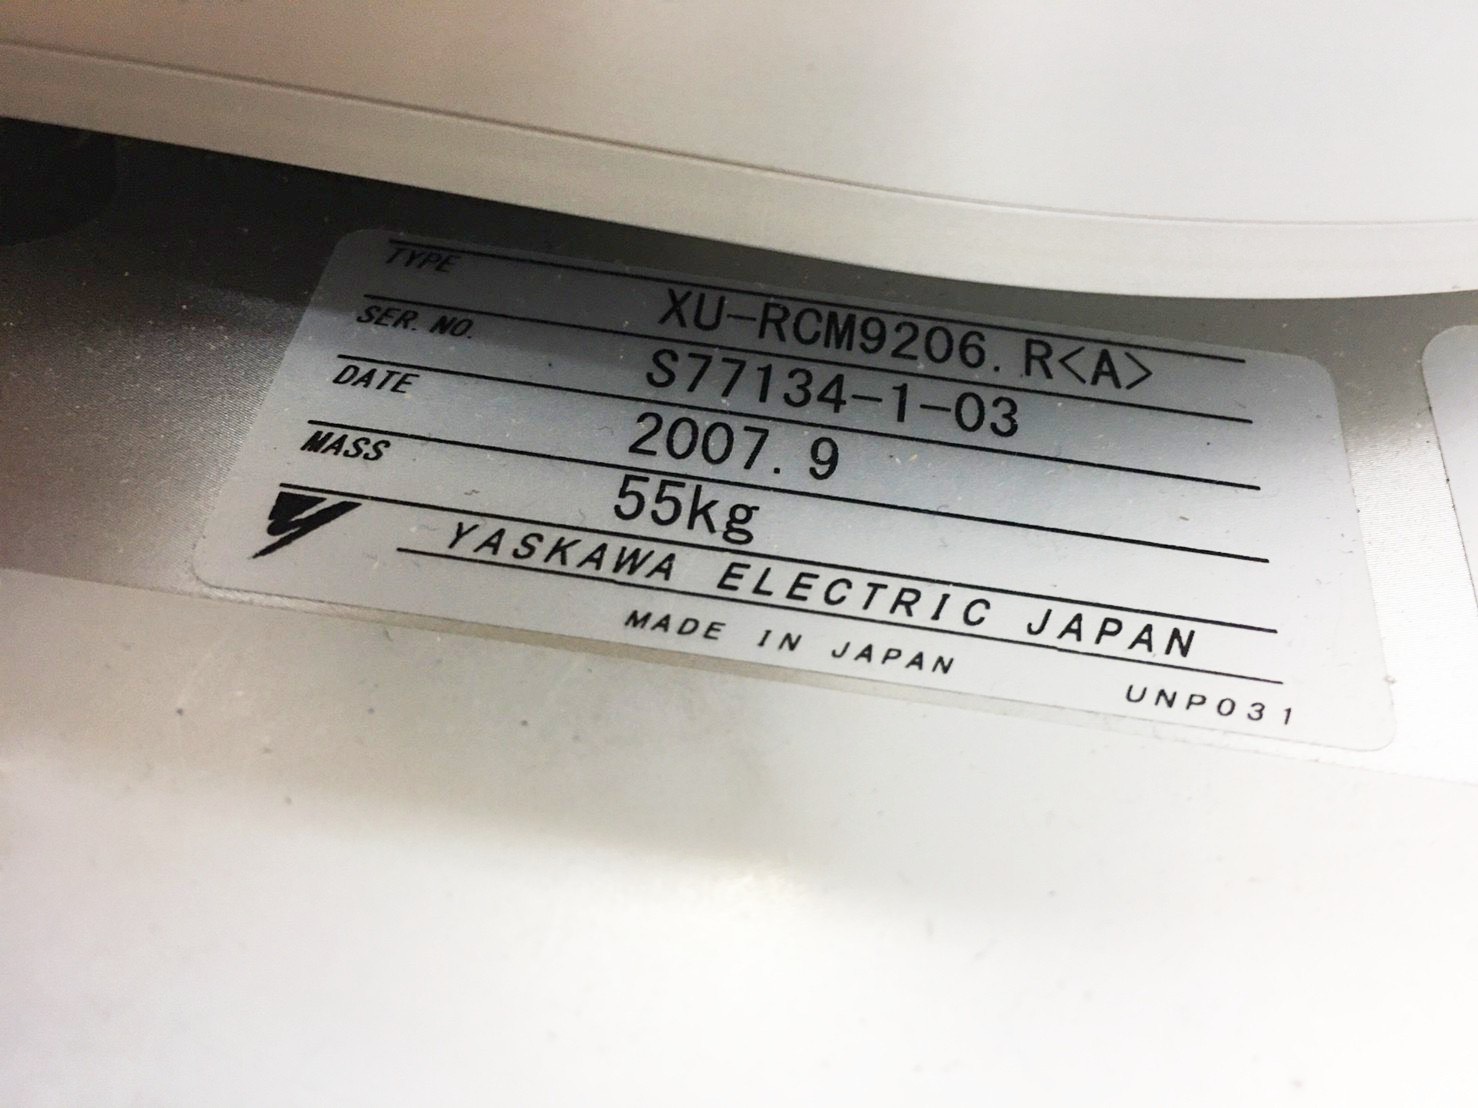 TYPE XU-RCM9206.R<A>
SER. NO. S77134-1-03
DATE 2007.9
MASS 55kg
YASKAWA ELECTRIC JAPAN
MADE IN JAPAN UNP031